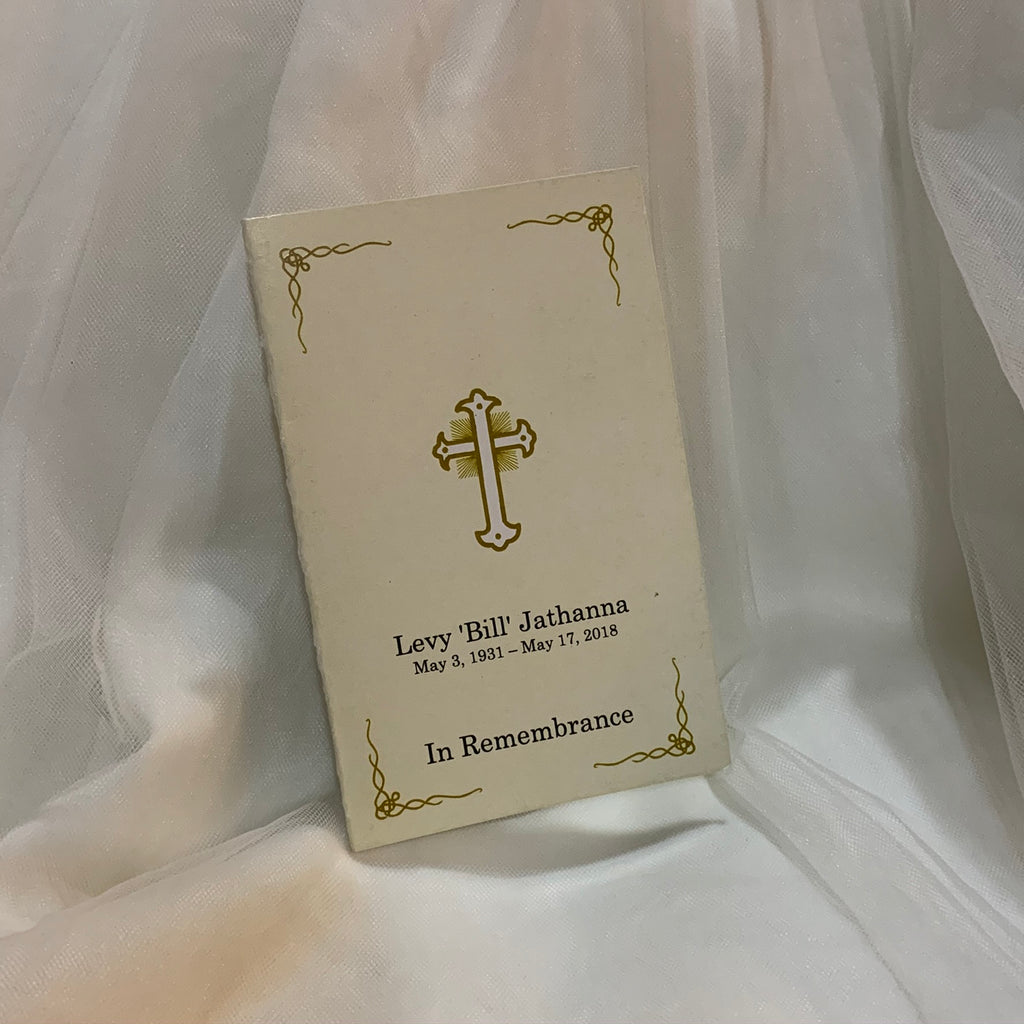 Levy 'Bill' Jathanna
May 3, 1931 – May 17, 2018
In Remembrance